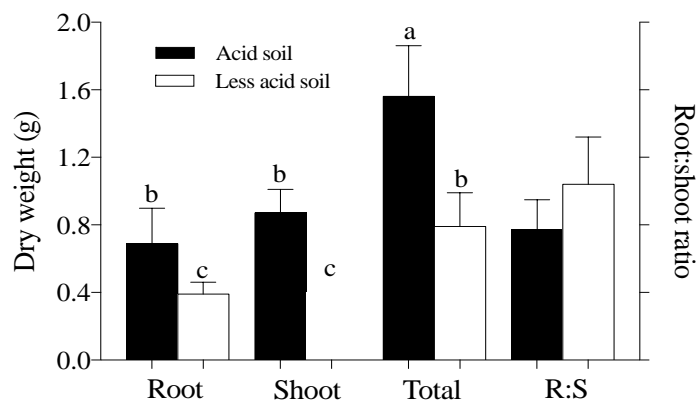 2.0
1.6
1.2
0.8
0.4
0.0
Dry weight (g)
Acid soil
Less acid soil
a
b
b
b
c
c
Root
Shoot
Total
R:S
Root:shoot ratio